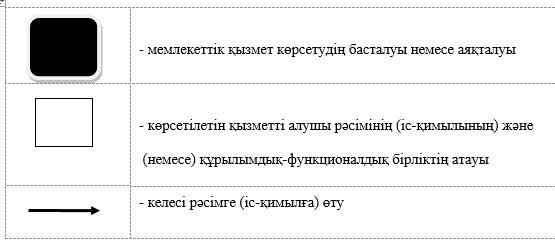 - мемлекеттік қызмет көрсетудің басталуы немесе аяқталуы
- көрсетілетін қызметті алушы рәсімінің (іс-қимылының) және
(немесе) құрылымдық-функционалдық бірліктің атауы
- келесі рәсімге (іс-қимылға) өту